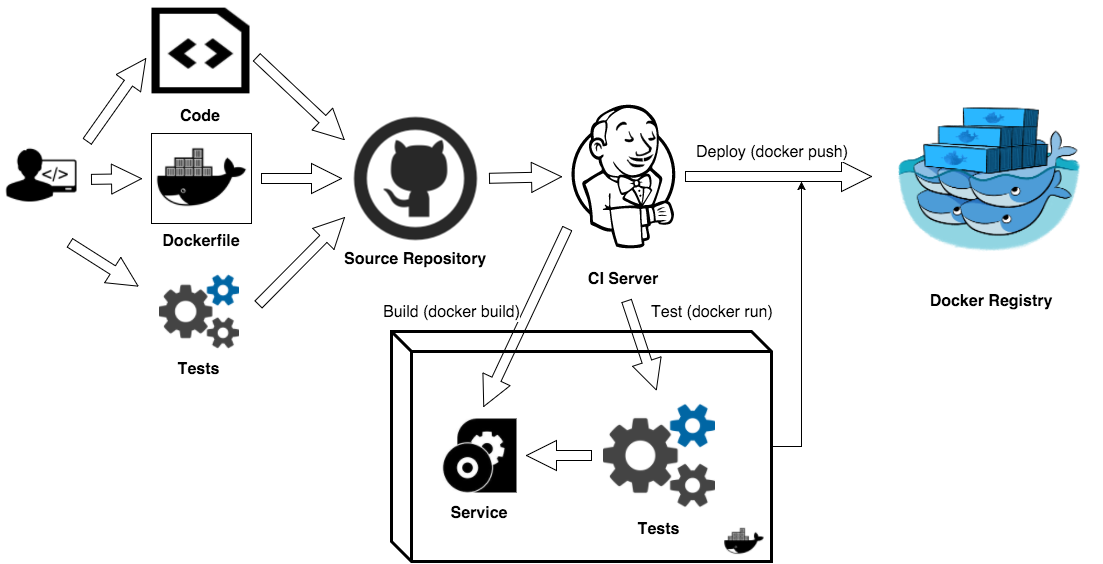 Code
Deploy (docker push)
Dockerfile
Source Repository
CI Server
Docker Registry
Build (docker build)
Test (docker run)
Tests
Service
Tests